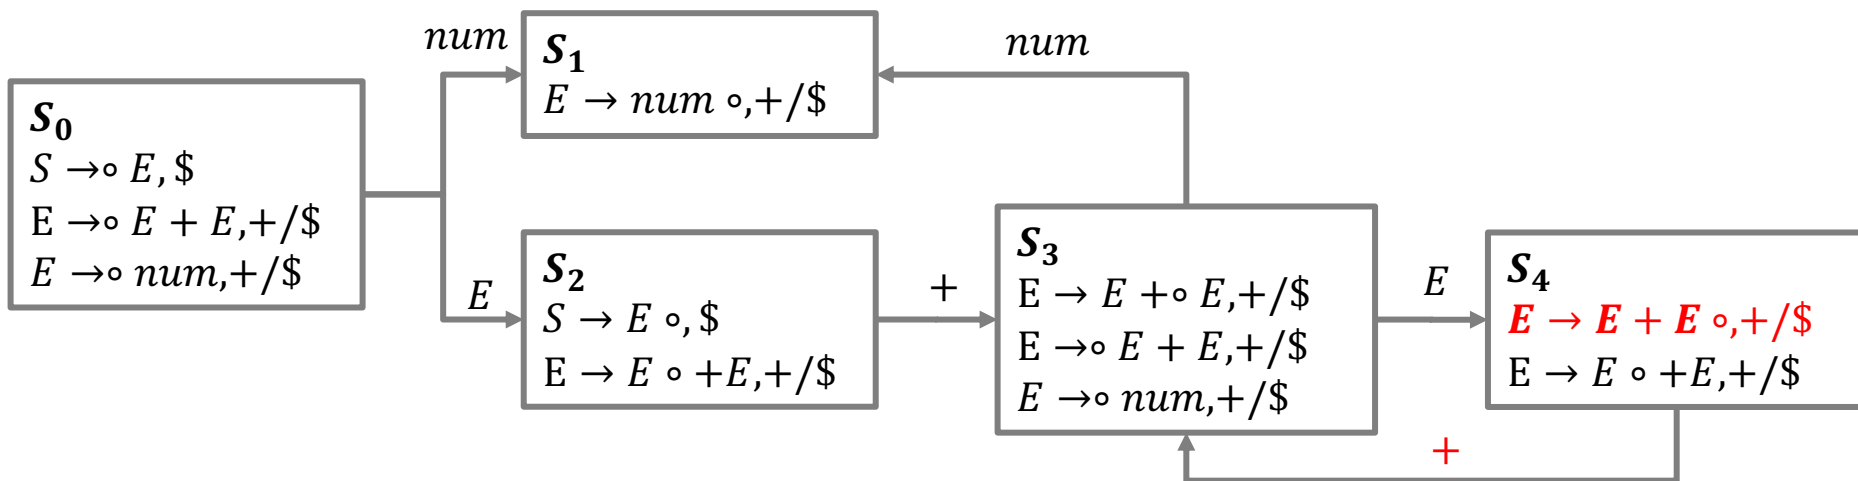 num
S₁
E → num ∘,+/$
num
S₀
S →∘ E, $
E →∘ E + E,+/$
E →∘ num,+/$
E
S₂
S → E ∘, $
E → E ∘ +E,+/$
+
S₃
E → E +∘ E,+/$
E →∘ E + E,+/$
E →∘ num,+/$
E
S₄
E → E + E ∘,+/$
E → E ∘ +E,+/$
+